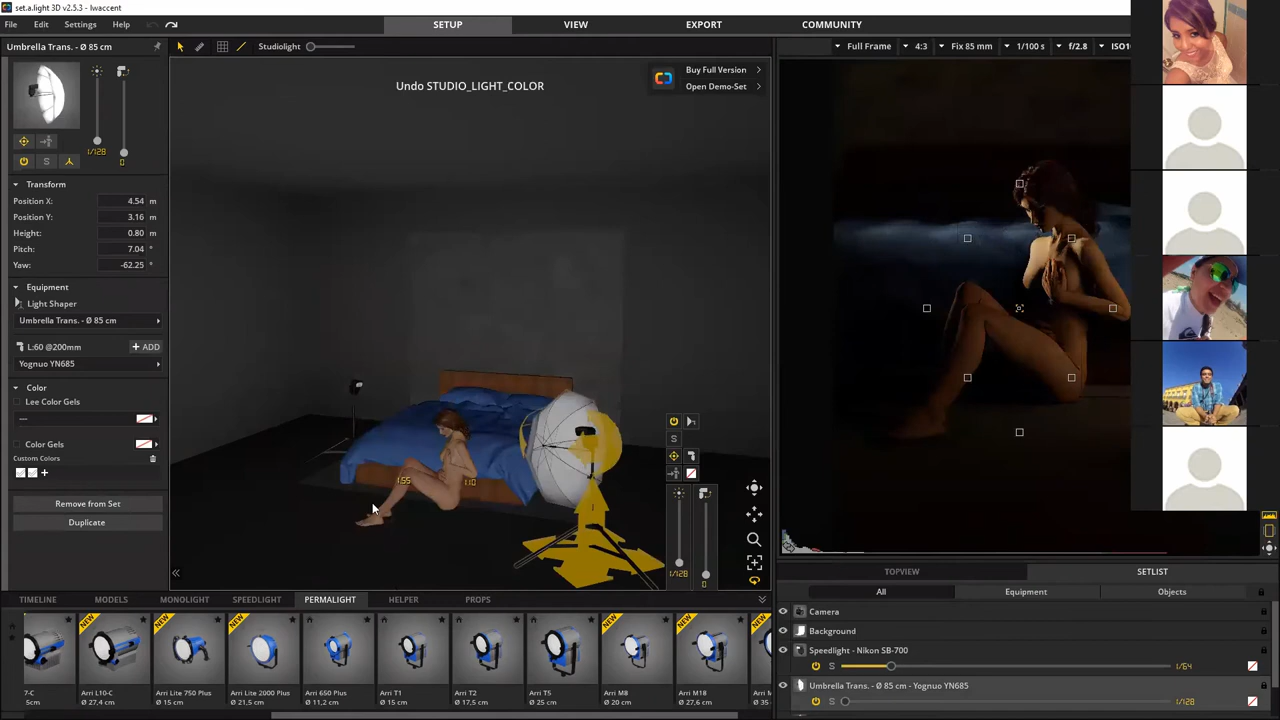 set.a.light 3D v2.5.3 - lwaccent
File Edit Settings Help
SETUP VIEW EXPORT COMMUNITY
Umbrella Trans. - Ø 85 cm
Studiolight
Full Frame 4:3 Fix 85 mm 1/100 s f/2.8
Undo STUDIO_LIGHT_COLOR
Buy Full Version
Open Demo-Set
1/128
0
S
Transform
Position X: 4.54 m
Position Y: 3.16 m
Height: 0.80 m
Pitch: 7.04 °
Yaw: -62.25 °
Equipment
Light Shaper
Umbrella Trans. - Ø 85 cm
L:60 @200mm + ADD
Yognuo YN685
Color
Lee Color Gels
---
Color Gels
Custom Colors
+
Remove from Set
Duplicate
1.55 1.10
S
1/128 0
TIMELINE MODELS MONOLIGHT SPEEDLIGHT PERMALIGHT HELPER PROPS
NEW NEW NEW NEW NEW
7-C Arri L10-C Arri Lite 750 Plus Arri Lite 2000 Plus Arri 650 Plus Arri T1 Arri T2 Arri T5 Arri M8 Arri M18 Arri M
5cm Ø 27,4 cm Ø 15 cm Ø 21,5 cm Ø 11,2 cm Ø 15 cm Ø 17,5 cm Ø 25 cm Ø 20 cm Ø 27,6 cm
TOPVIEW SETLIST
All Equipment Objects
Camera
Background
Speedlight - Nikon SB-700
S 1/64
Umbrella Trans. - Ø 85 cm - Yognuo YN685
S 1/128